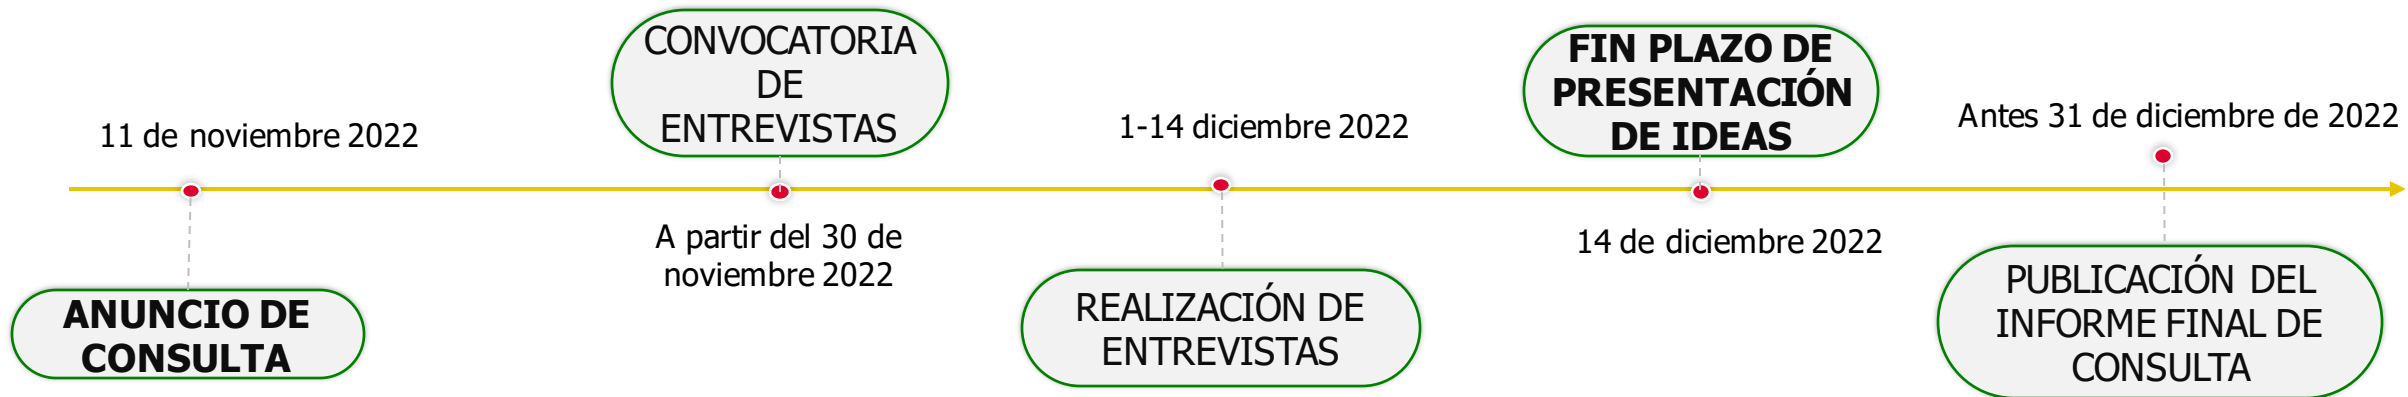 11 de noviembre 2022
ANUNCIO DE
CONSULTA
CONVOCATORIA
DE
ENTREVISTAS
A partir del 30 de
noviembre 2022
1-14 diciembre 2022
REALIZACIÓN DE
ENTREVISTAS
FIN PLAZO DE
PRESENTACIÓN
DE IDEAS
14 de diciembre 2022
Antes 31 de diciembre de 2022
PUBLICACIÓN DEL
INFORME FINAL DE
CONSULTA